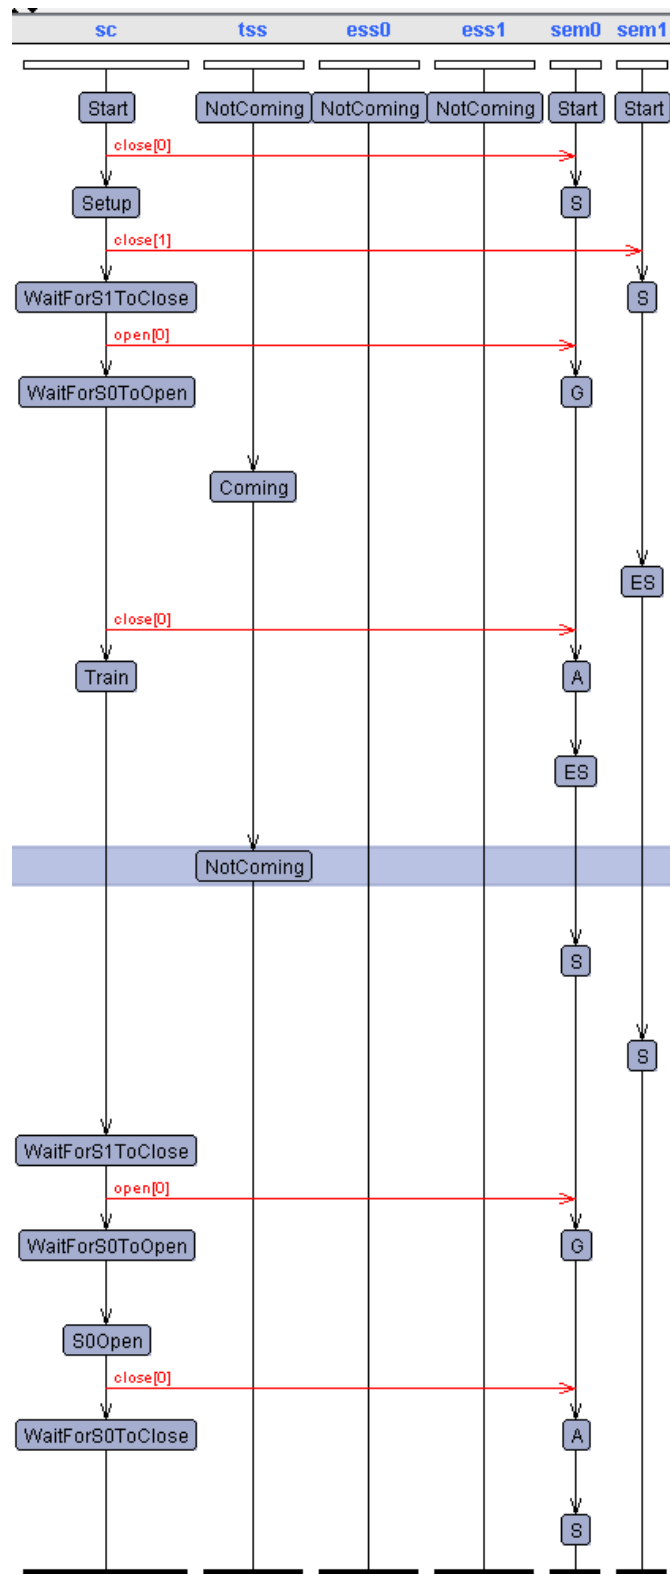 sc tss ess0 ess1 sem0 sem1
Start NotComing NotComing NotComing Start Start
close[0]
Setup S
close[1]
WaitForS1ToClose S
open[0]
WaitForS0ToOpen G
Coming
ES
close[0]
Train A
ES
NotComing
S
S
WaitForS1ToClose
open[0]
WaitForS0ToOpen G
S0Open
close[0]
WaitForS0ToClose A
S